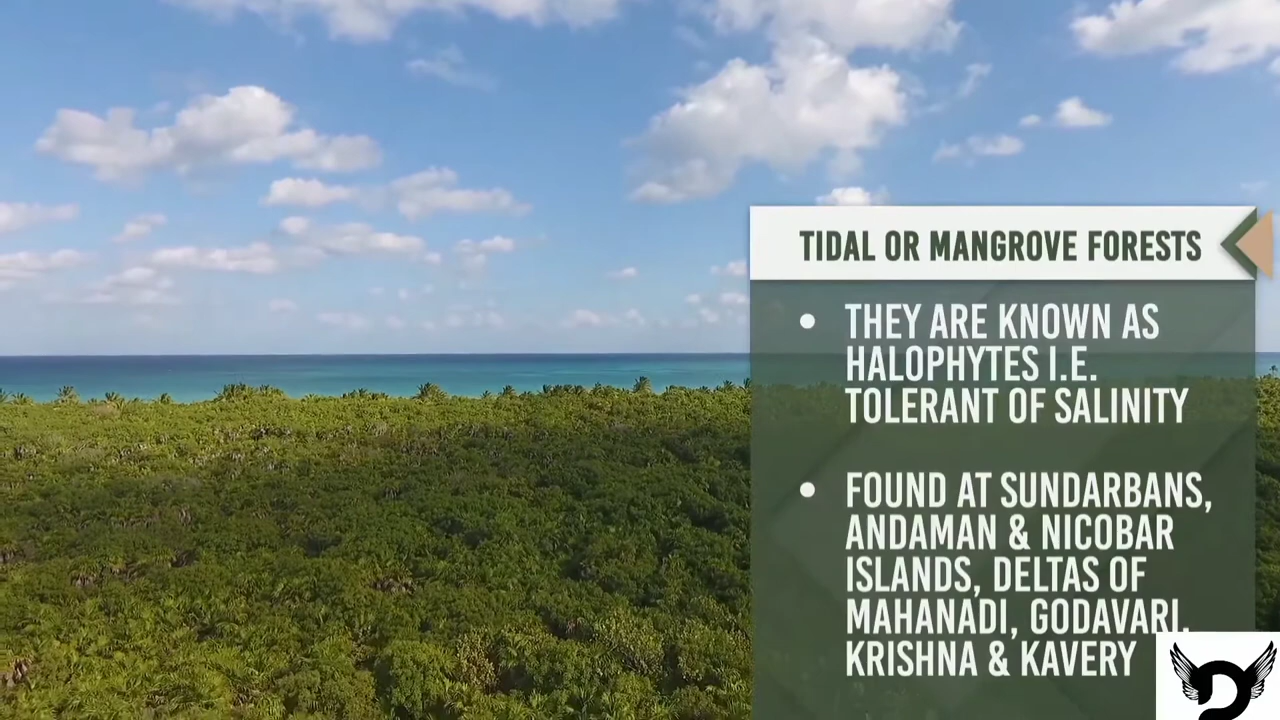 TIDAL OR MANGROVE FORESTS
• THEY ARE KNOWN AS
HALOPHYTES I.E.
TOLERANT OF SALINITY
• FOUND AT SUNDARBANS,
ANDAMAN & NICOBAR
ISLANDS, DELTAS OF
MAHANADI, GODAVARI,
KRISHNA & KAVERY
D